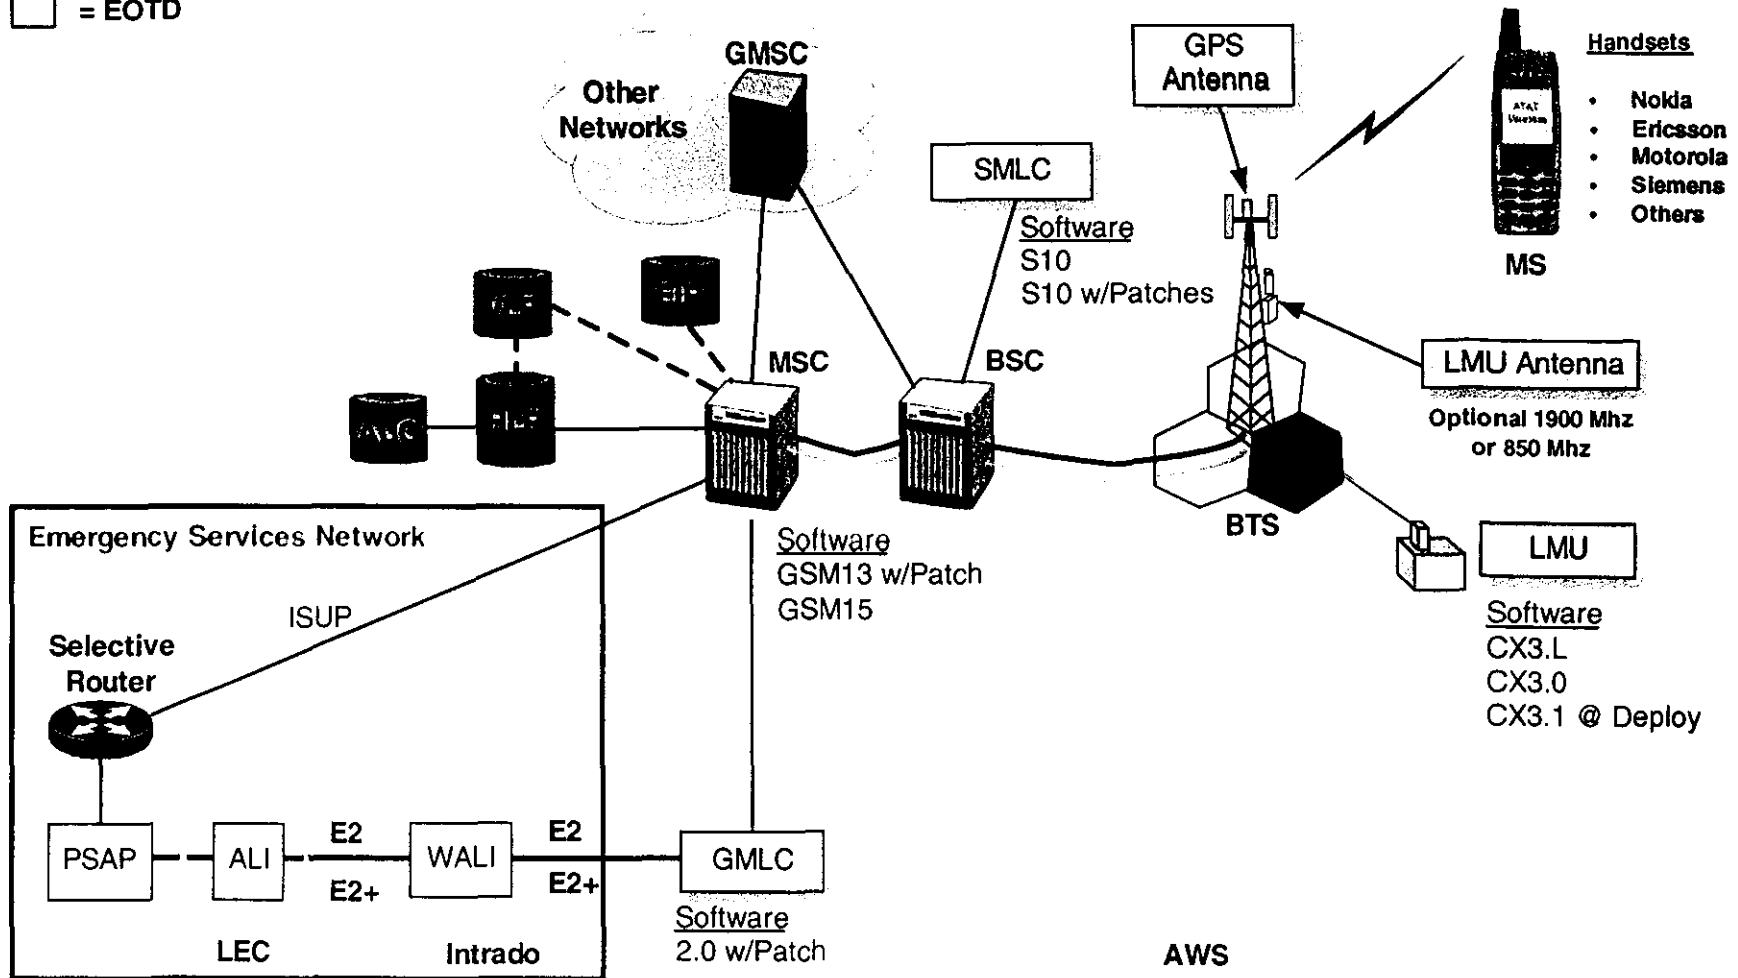 = EOTD
GMSC
Other
Networks
GPS
Antenna
Handsets
• Nokia
• Ericsson
• Motorola
• Siemens
• Others
AT&T
MS
SMLC
Software
S10
S10 w/Patches
MSC
BSC
LMU Antenna
Optional 1900 Mhz
or 850 Mhz
BTS
LMU
Software
CX3.L
CX3.0
CX3.1 @ Deploy
Software
GSM13 w/Patch
GSM15
Emergency Services Network
ISUP
Selective
Router
PSAP
ALI
E2
E2+
WALI
E2
E2+
GMLC
Software
2.0 w/Patch
LEC
Intrado
AWS